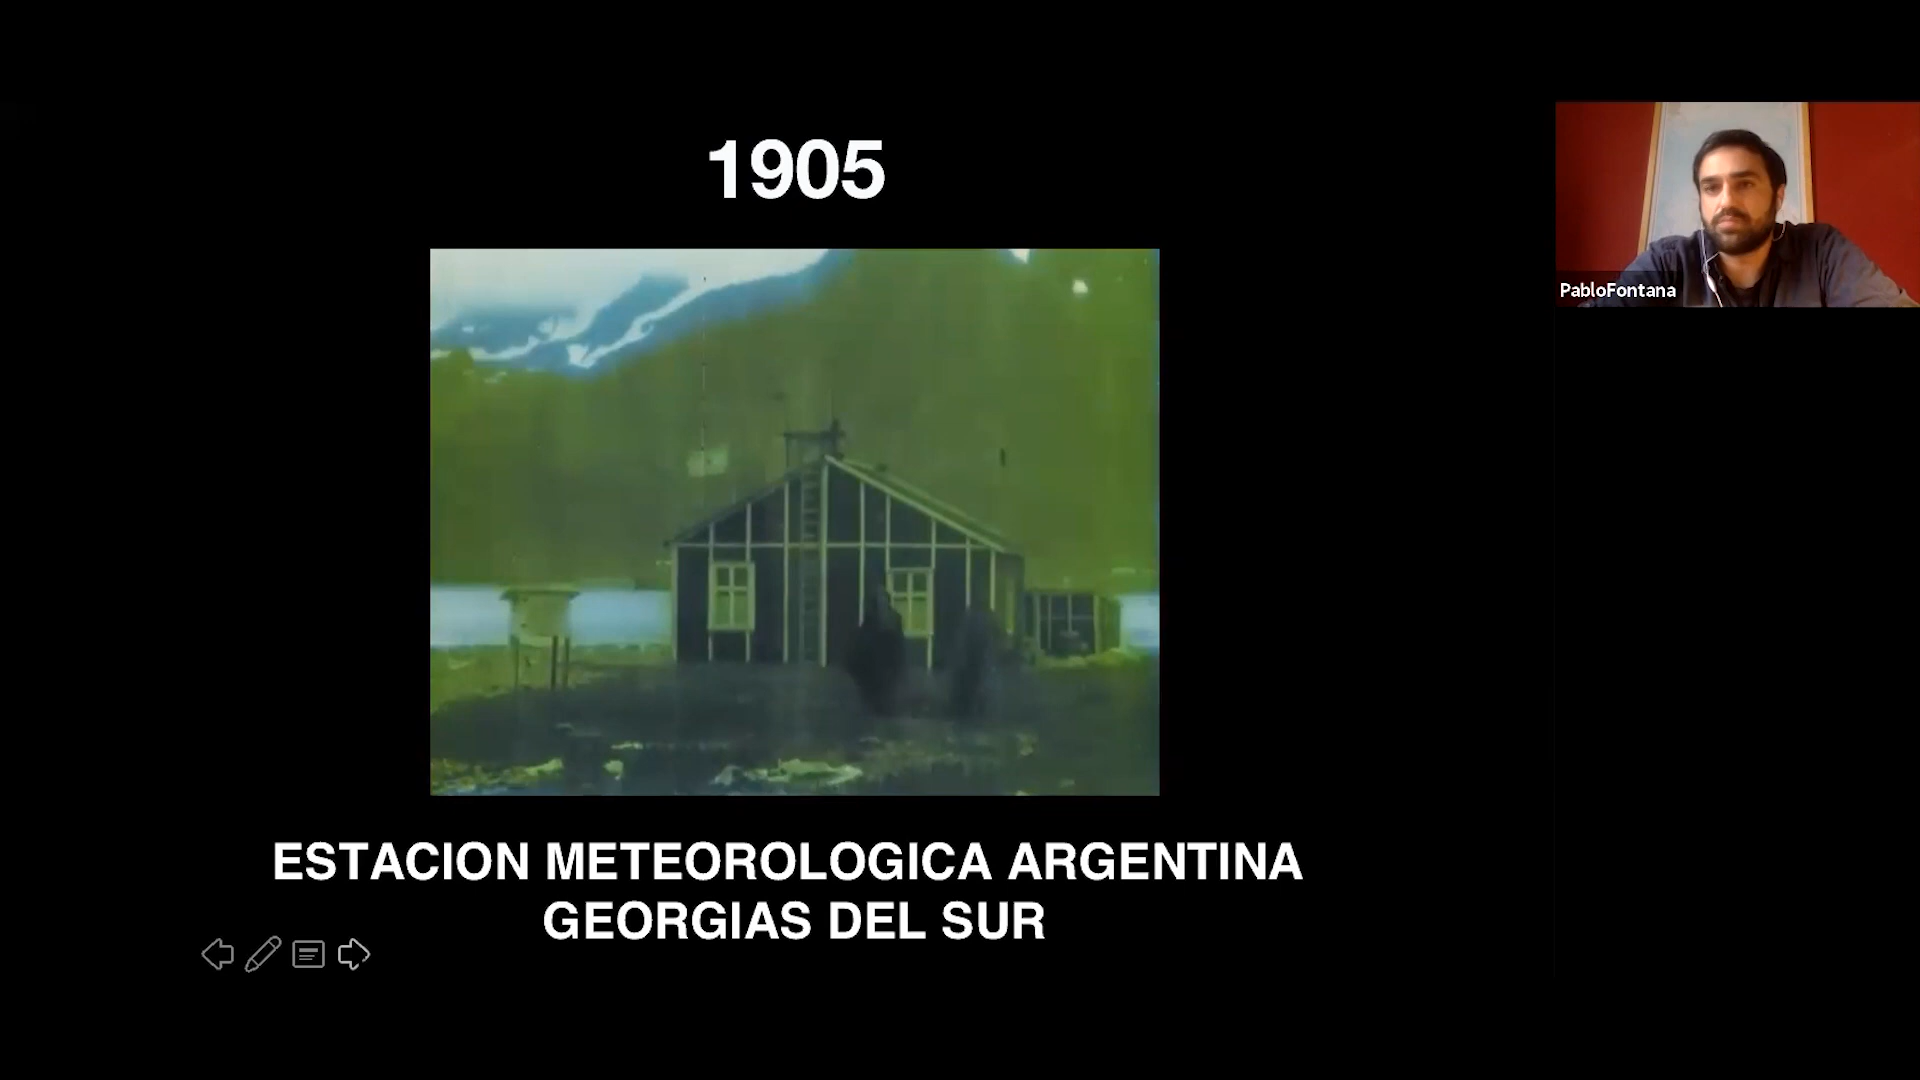 1905
PabloFontana
ESTACION METEOROLOGICA ARGENTINA
GEORGIAS DEL SUR